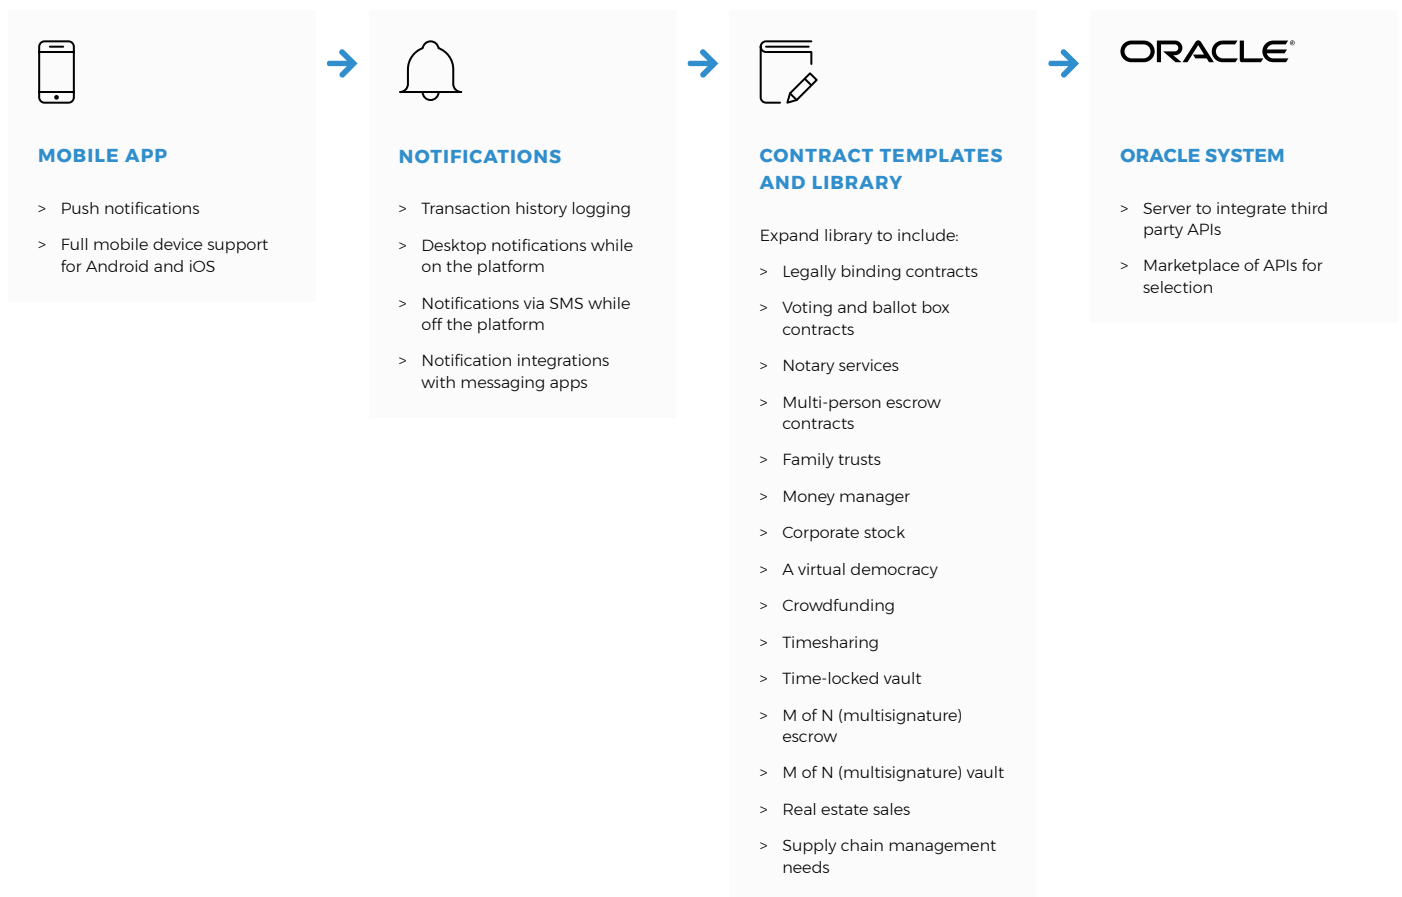 MOBILE APP
> Push notifications
> Full mobile device support
for Android and iOS
NOTIFICATIONS
> Transaction history logging
> Desktop notifications while
on the platform
> Notifications via SMS while
off the platform
> Notification integrations
with messaging apps
CONTRACT TEMPLATES
AND LIBRARY
Expand library to include:
> Legally binding contracts
> Voting and ballot box
contracts
> Notary services
> Multi-person escrow
contracts
> Family trusts
> Money manager
> Corporate stock
> A virtual democracy
> Crowdfunding
> Timesharing
> Time-locked vault
> M of N (multisignature)
escrow
> M of N (multisignature) vault
> Real estate sales
> Supply chain management
needs
ORACLE®
ORACLE SYSTEM
> Server to integrate third
party APIs
> Marketplace of APIs for
selection